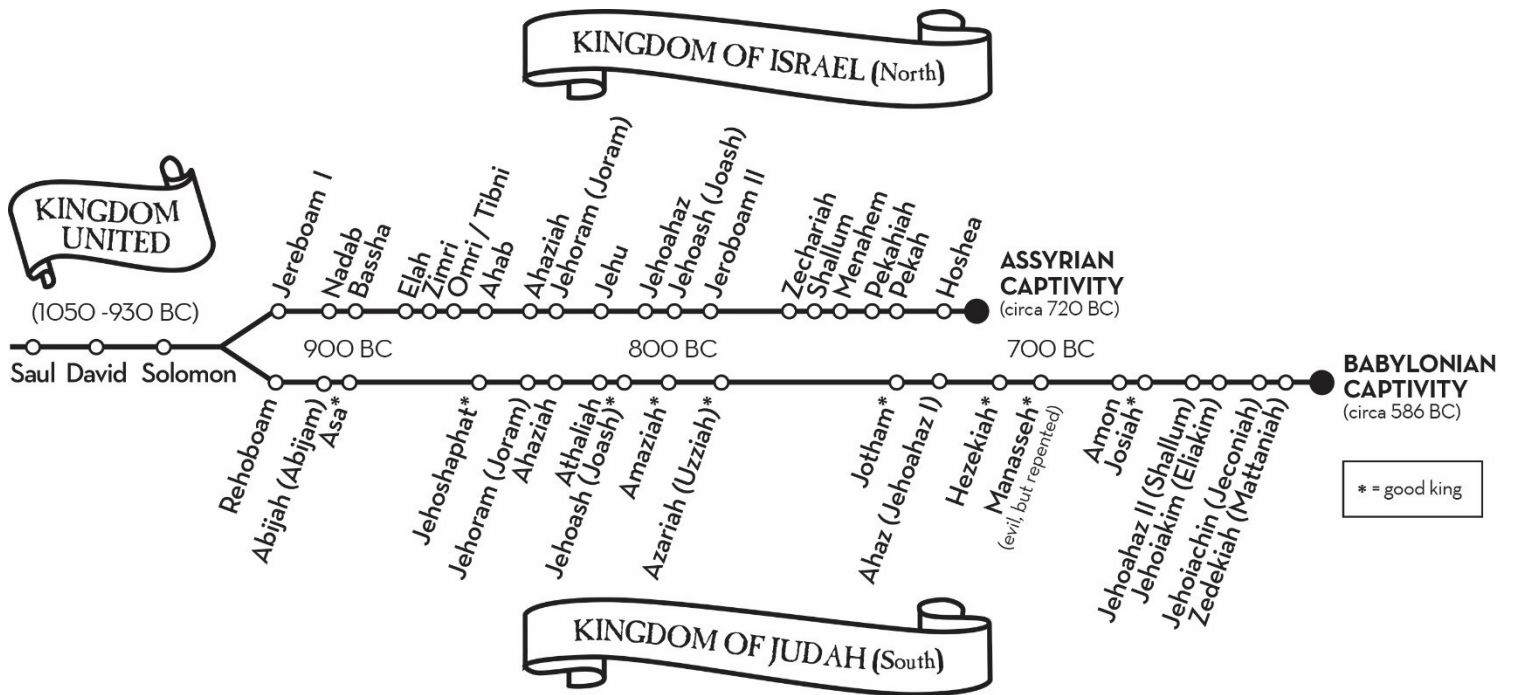 KINGDOM OF ISRAEL (North)
KINGDOM
UNITED
(1050 -930 BC)
Jereboam I
Nadab
Bassha
Elah
Zimri
Omri / Tibni
Ahab
Ahaziah
Jehoram (Joram)
Jehu
Jehoahaz
Jehoash (Joash)
Jeroboam II
Zechariah
Shallum
Menahem
Pekahiah
Pekah
Hoshea
ASSYRIAN
CAPTIVITY
(circa 720 BC)
Saul David Solomon
900 BC
800 BC
700 BC
Rehoboam
Abijah (Abijam)
Asa*
Jehoshaphat*
Jehoram (Joram)
Ahaziah
Athaliah
Jehoash (Joash)*
Amaziah*
Azariah (Uzziah)*
Jotham*
Ahaz (Jehoahaz I)
Hezekiah*
Manasseh*
(evil, but repented)
Amon
Josiah*
Jehoahaz II (Shallum)
Jehoiakim (Eliakim)
Jehoiachin (Jeconiah)
Zedekiah (Mattaniah)
BABYLONIAN
CAPTIVITY
(circa 586 BC)
* = good king
KINGDOM OF JUDAH (South)